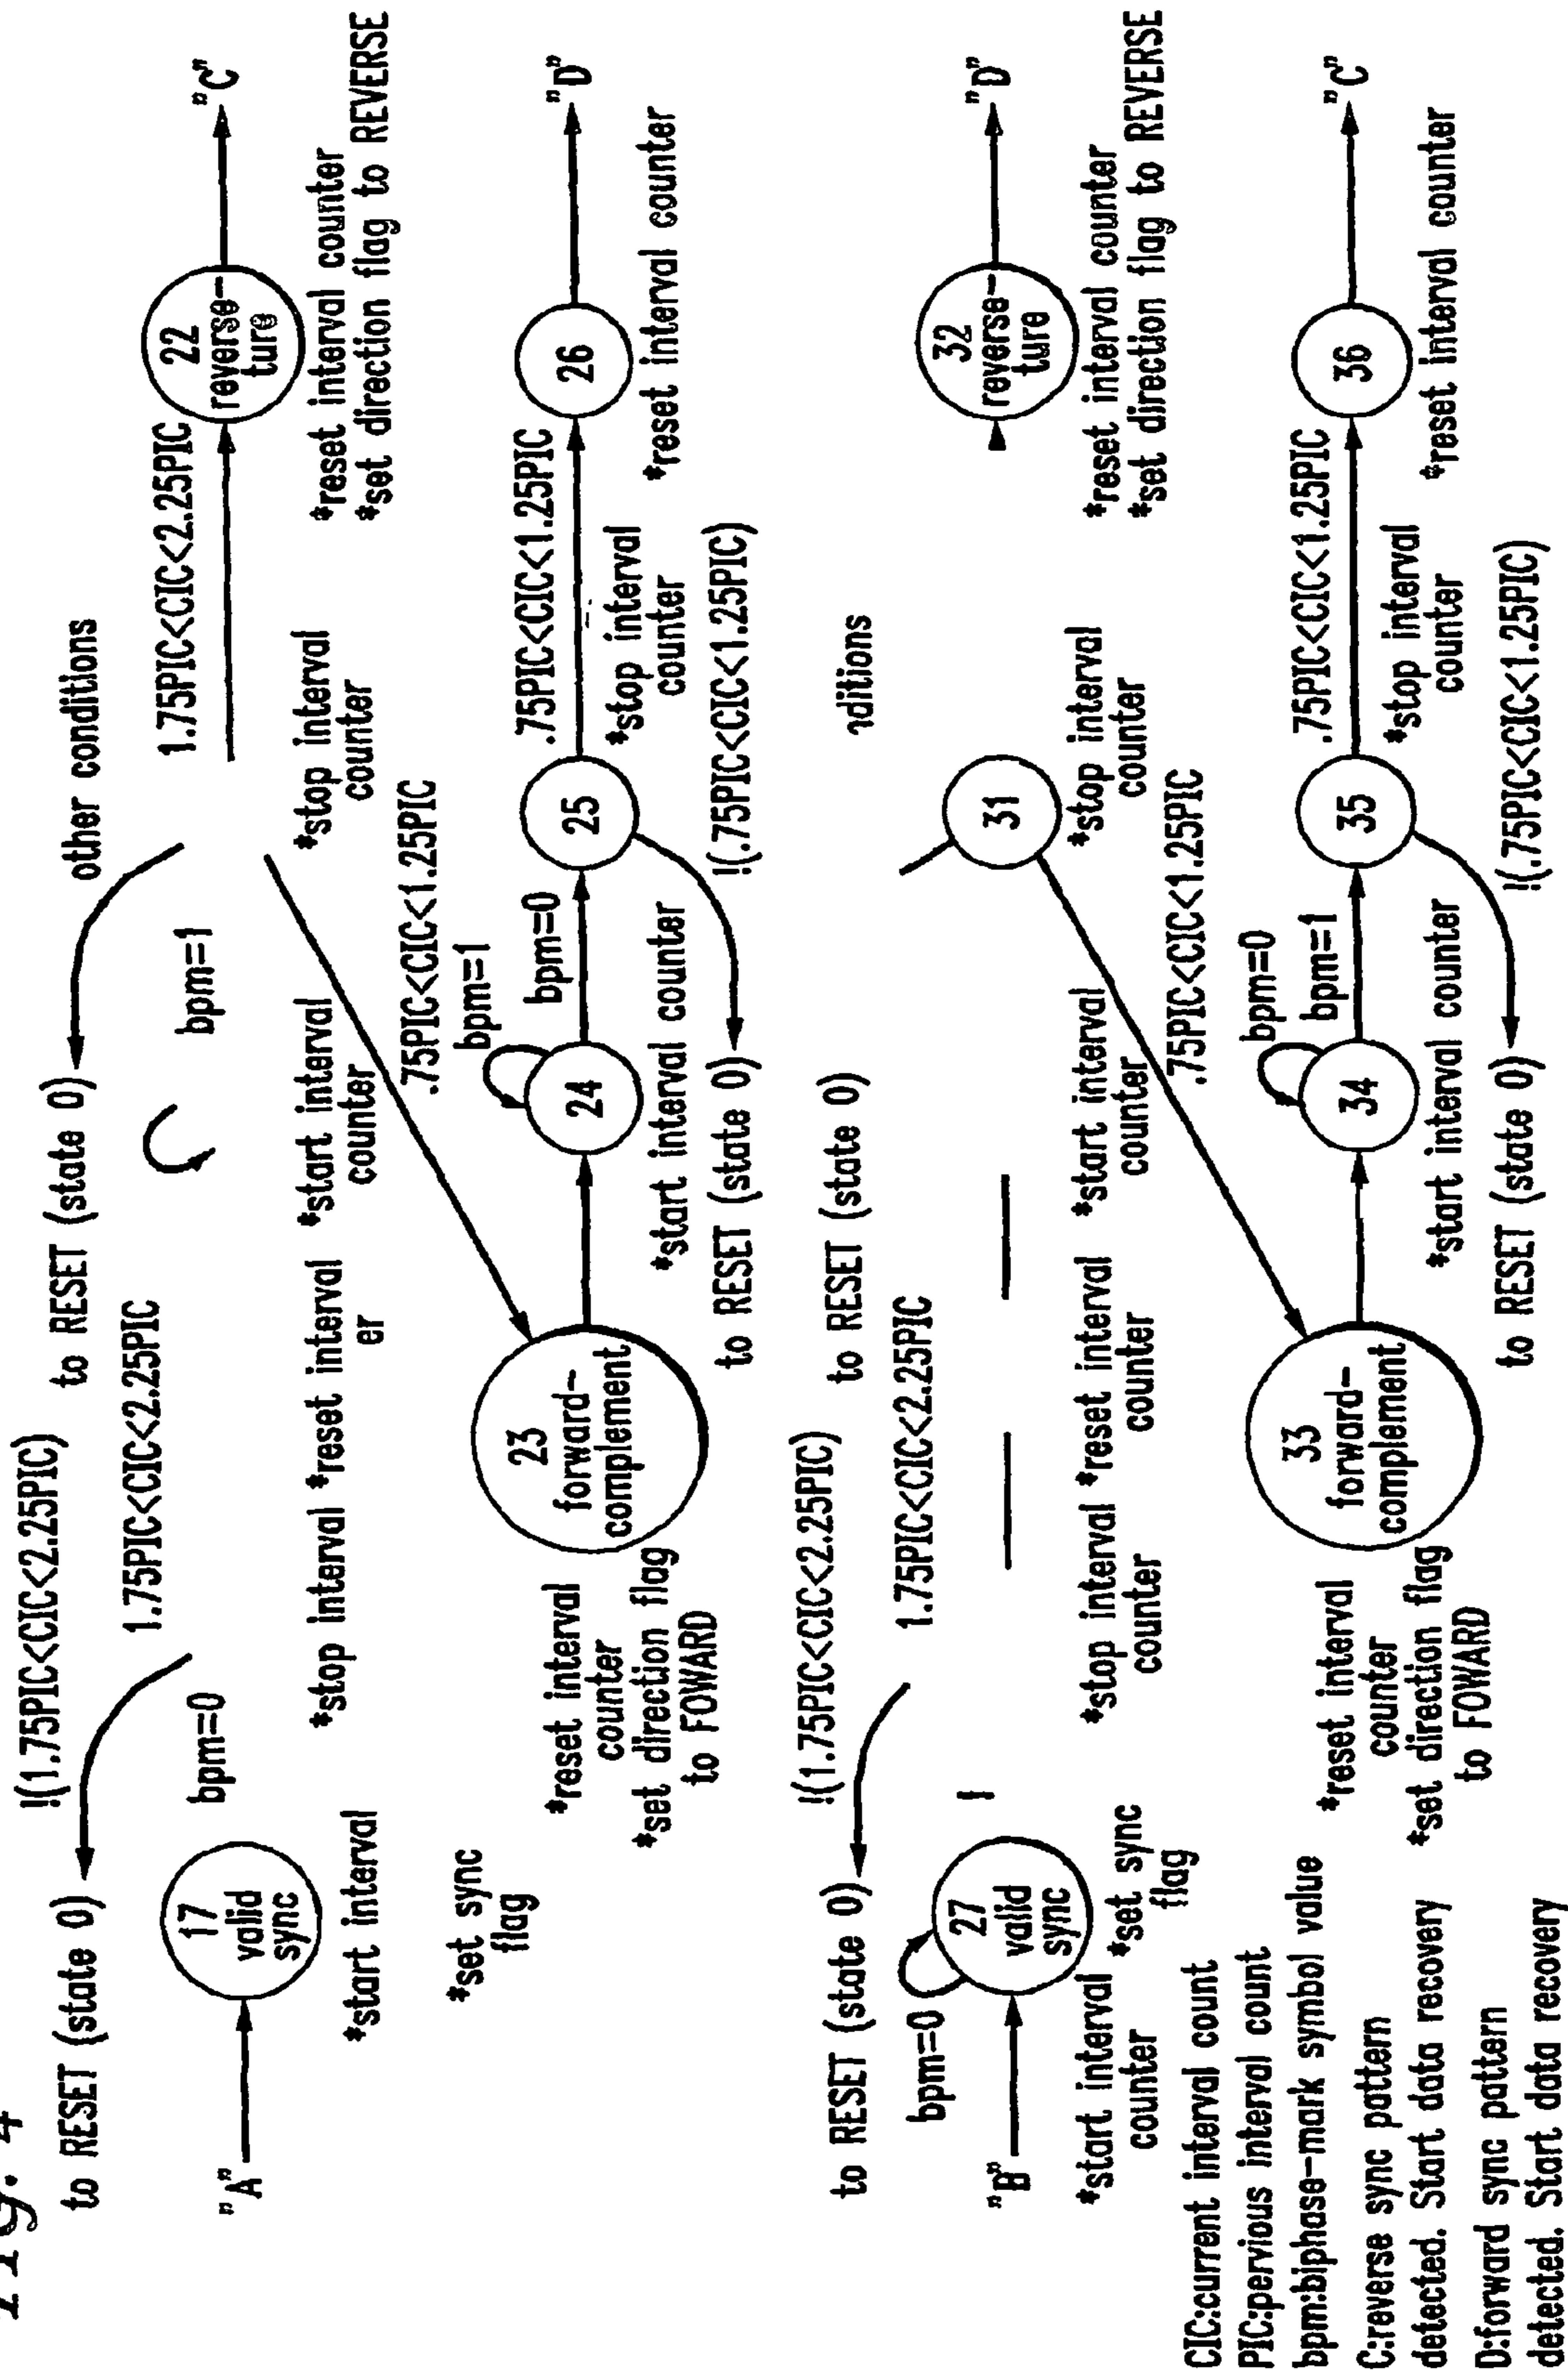 Fig. 4
!(1.75PIC<CIC<2.25PIC)
to RESET (state 0)
to RESET (state 0)
other conditions
1.75PIC<CIC<2.25PIC
1.75PIC<CIC<2.25PIC
bpm=0
bpm=1
"A"
17
valid
sync
22
reverse-
ture
"C"
*start interval
*stop interval
*reset interval
er
*start interval
counter
*stop interval
counter
*reset interval counter
*set direction flag to REVERSE
*set sync
flag
.75PIC<CIC<1.25PIC
bpm=1
bpm=0
.75PIC<CIC<1.25PIC
23
forward-
complement
24
25
26
"D"
*reset interval
counter
*set direction flag
to FOWARD
*start interval counter
*stop interval
counter
*reset interval counter
to RESET (state 0)
!(.75PIC<CIC<1.25PIC)
!(1.75PIC<CIC<2.25PIC)
to RESET (state 0)
to RESET (state 0)
nditions
bpm=0
1.75PIC<CIC<2.25PIC
"B"
27
valid
sync
31
32
reverse-
ture
"D"
*start interval
counter
*set sync
flag
*stop interval
counter
*reset interval
counter
*start interval
counter
*stop interval
counter
*reset interval counter
*set direction flag to REVERSE
.75PIC<CIC<1.25PIC
bpm=0
bpm=1
.75PIC<CIC<1.25PIC
33
forward-
complement
34
35
36
"C"
*reset interval
counter
*set direction flag
to FOWARD
*start interval counter
*stop interval
counter
*reset interval counter
to RESET (state 0)
!(.75PIC<CIC<1.25PIC)
CIC:current interval count
PIC:pervious interval count
bpm:biphase-mark symbol value
C:reverse sync pattern
detected. Start data recovery
D:forward sync pattern
detected. Start data recovery